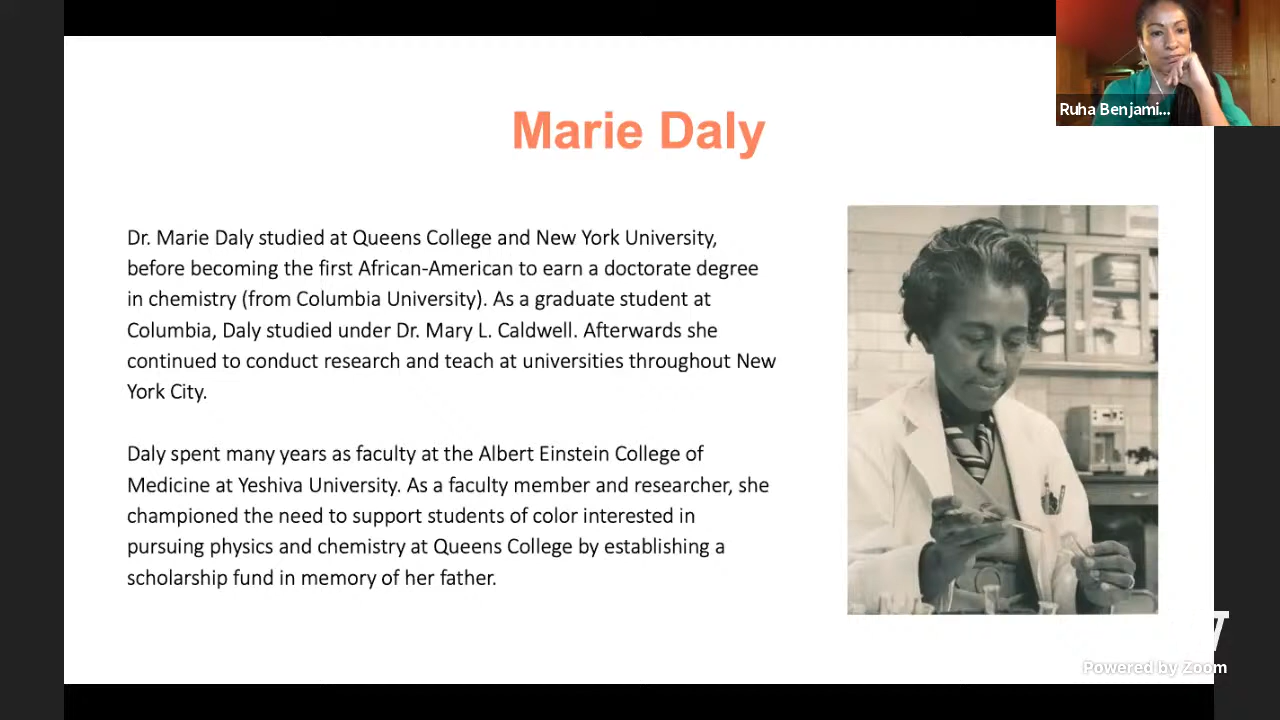 Marie Daly
Ruha Benjami...
Dr. Marie Daly studied at Queens College and New York University,
before becoming the first African-American to earn a doctorate degree
in chemistry (from Columbia University). As a graduate student at
Columbia, Daly studied under Dr. Mary L. Caldwell. Afterwards she
continued to conduct research and teach at universities throughout New
York City.
Daly spent many years as faculty at the Albert Einstein College of
Medicine at Yeshiva University. As a faculty member and researcher, she
championed the need to support students of color interested in
pursuing physics and chemistry at Queens College by establishing a
scholarship fund in memory of her father.
Powered by Zoom